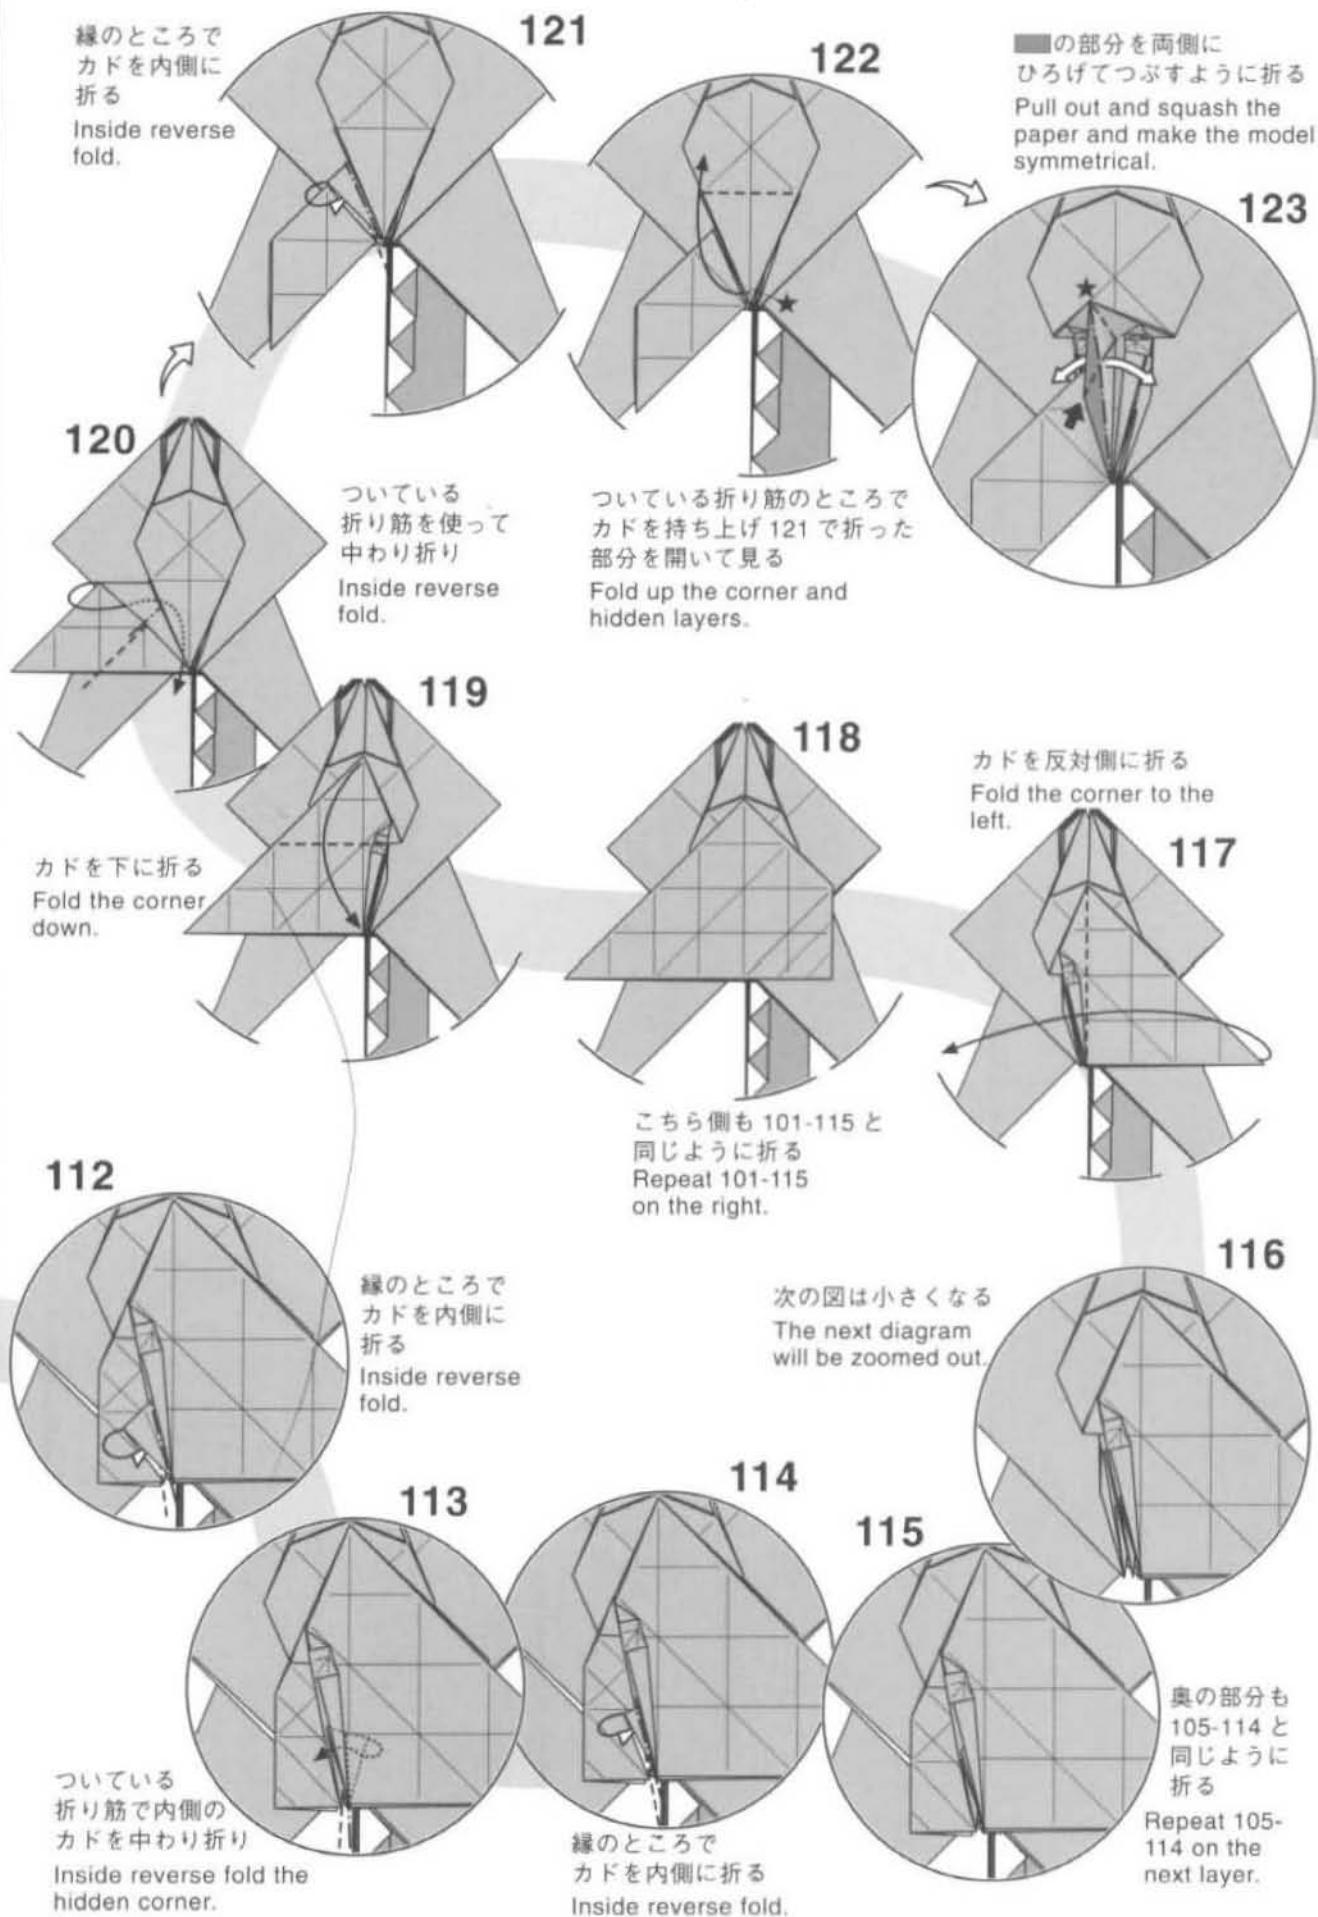 112
縁のところで
カドを内側に
折る
Inside reverse
fold.
113
ついている
折り筋で内側の
カドを中わり折り
Inside reverse fold the
hidden corner.
114
縁のところで
カドを内側に折る
Inside reverse fold.
115
奥の部分も
105-114 と
同じように
折る
Repeat 105-
114 on the
next layer.
116
次の図は小さくなる
The next diagram
will be zoomed out.
117
カドを反対側に折る
Fold the corner to the
left.
118
こちら側も 101-115 と
同じように折る
Repeat 101-115
on the right.
119
カドを下に折る
Fold the corner
down.
120
ついている
折り筋を使って
中わり折り
Inside reverse
fold.
121
縁のところで
カドを内側に
折る
Inside reverse
fold.
122
ついている折り筋のところで
カドを持ち上げ 121 で折った
部分を開いて見る
Fold up the corner and
hidden layers.
123
の部分を両側に
ひろげてつぶすように折る
Pull out and squash the
paper and make the model
symmetrical.